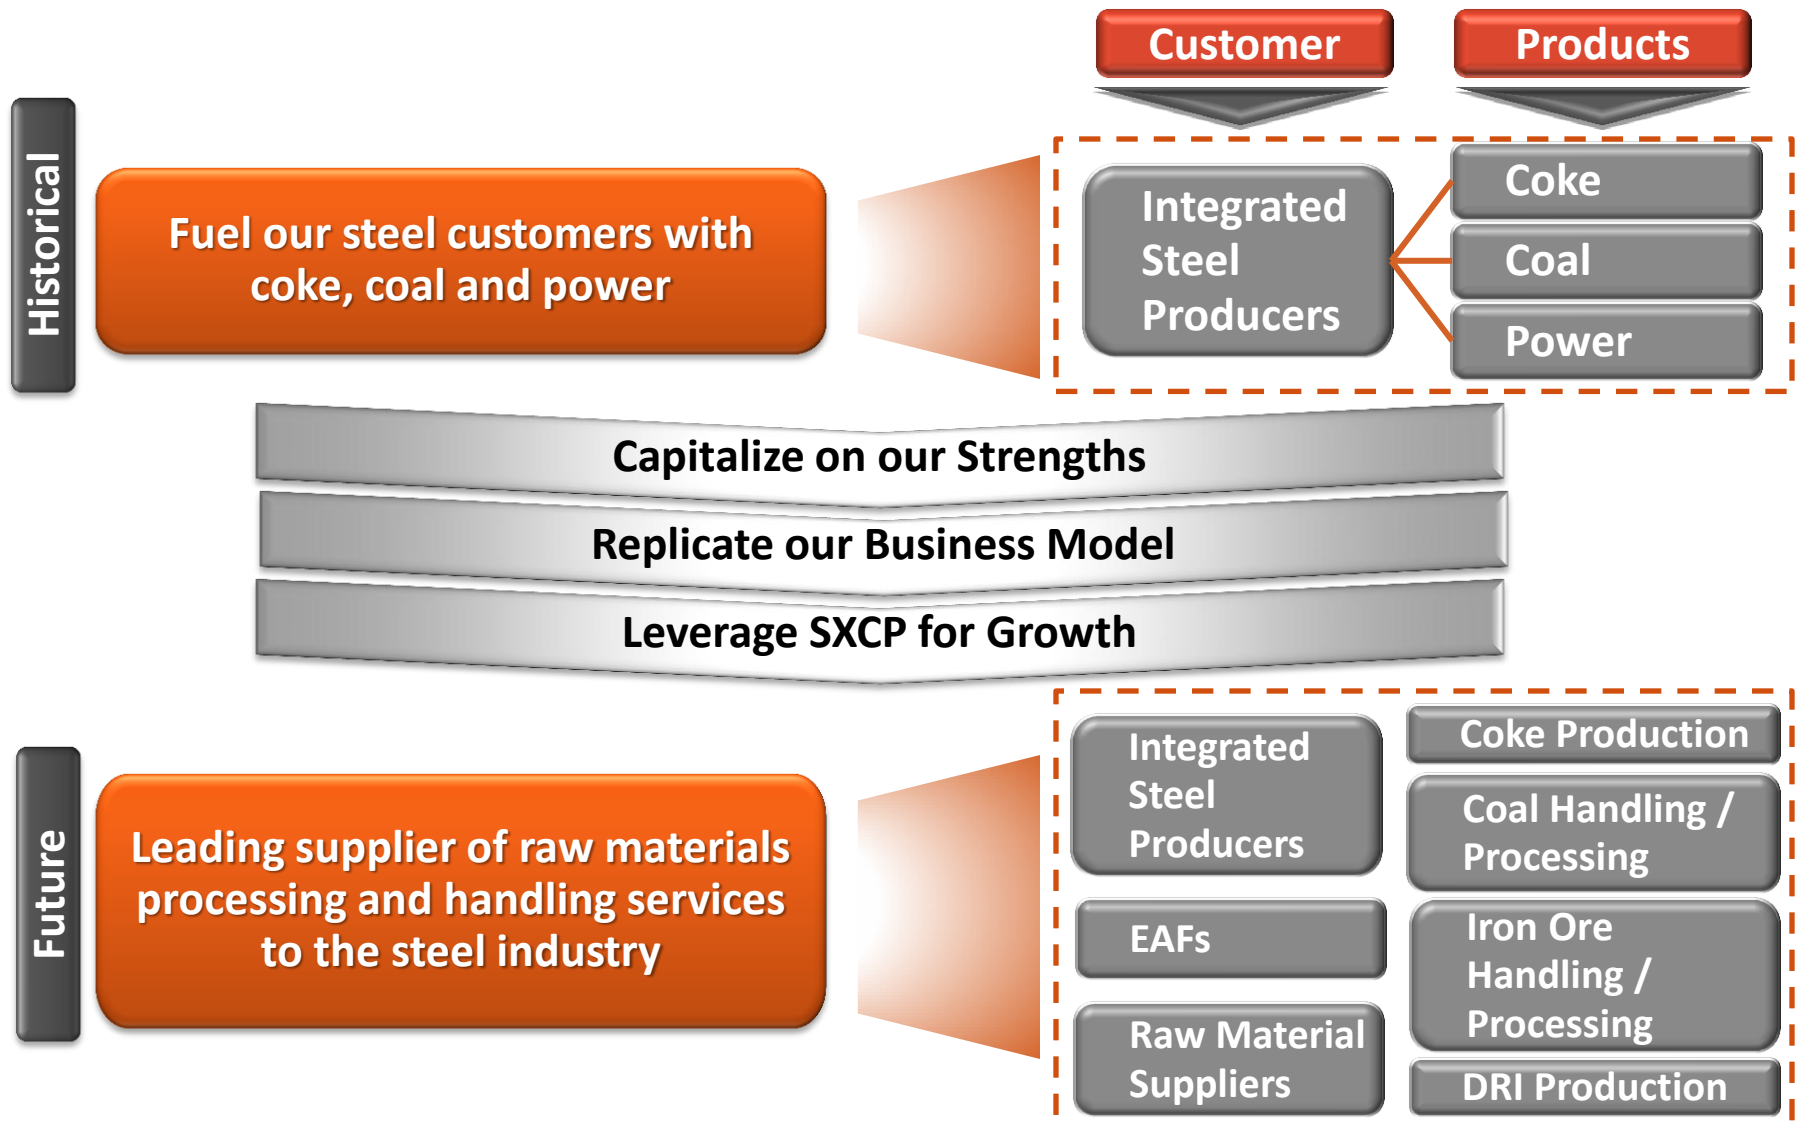 Customer
Products
Historical
Fuel our steel customers with
coke, coal and power
Integrated
Steel
Producers
Coke
Coal
Power
Capitalize on our Strengths
Replicate our Business Model
Leverage SXCP for Growth
Future
Leading supplier of raw materials
processing and handling services
to the steel industry
Integrated
Steel
Producers
EAFs
Raw Material
Suppliers
Coke Production
Coal Handling /
Processing
Iron Ore
Handling /
Processing
DRI Production